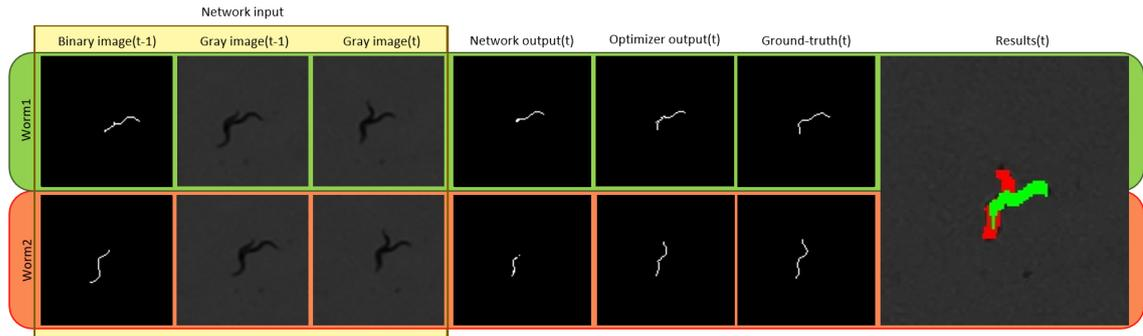 Network input
Binary image(t-1) Gray image(t-1) Gray image(t) Network output(t) Optimizer output(t) Ground-truth(t) Results(t)
Worm1
Worm2